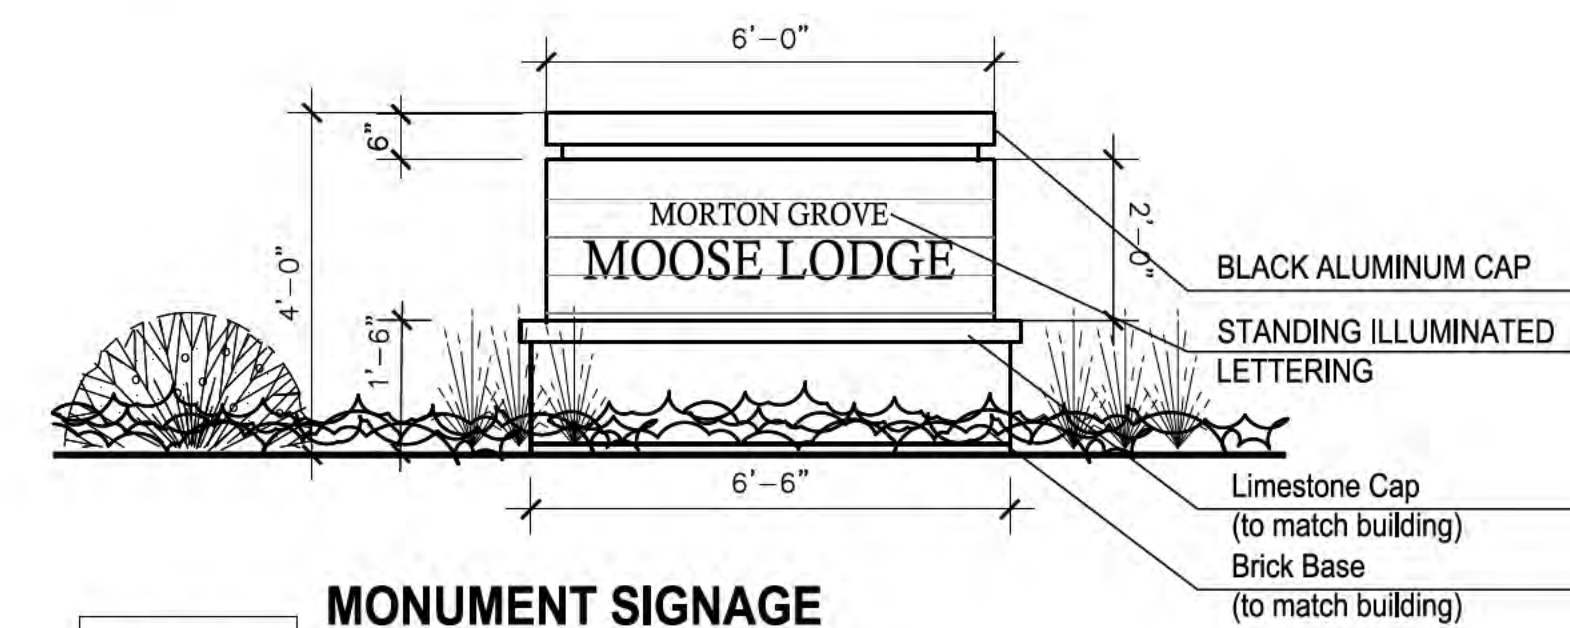 6'-0"
6"
4'-0"
1'-6"
2'-0"
MORTON GROVE
MOOSE LODGE
BLACK ALUMINUM CAP
STANDING ILLUMINATED
LETTERING
Limestone Cap
(to match building)
Brick Base
(to match building)
6'-6"
MONUMENT SIGNAGE